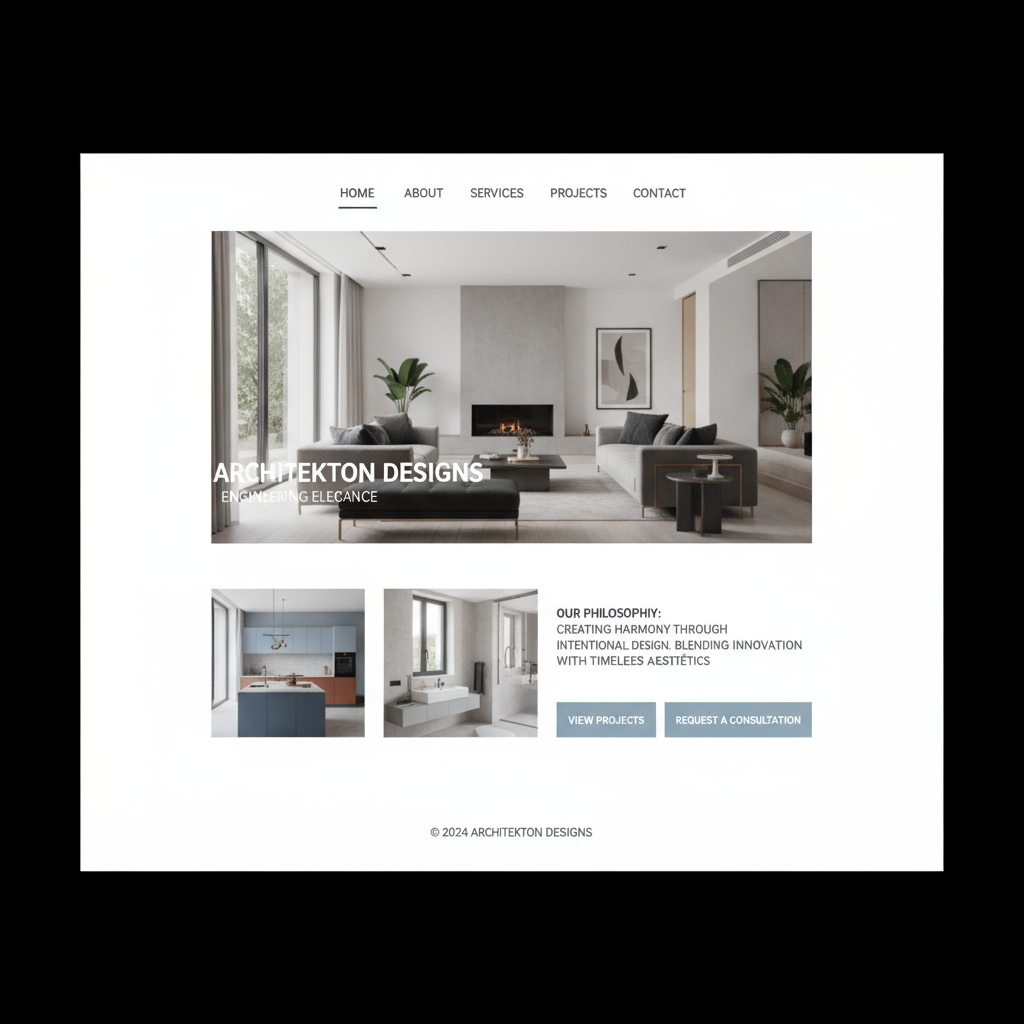 HOME ABOUT SERVICES PROJECTS CONTACT
ARCHITEKTON DESIGNS
ENGINEERING ELECANCE
OUR PHILOSOPHIY:
CREATING HARMONY THROUGH
INTENTIONAL DESIGN. BLENDING INNOVATION
WITH TIMELEES AESTTÊTICS
VIEW PROJECTS REQUEST A CONSULTATION
© 2024 ARCHITEKTON DESIGNS